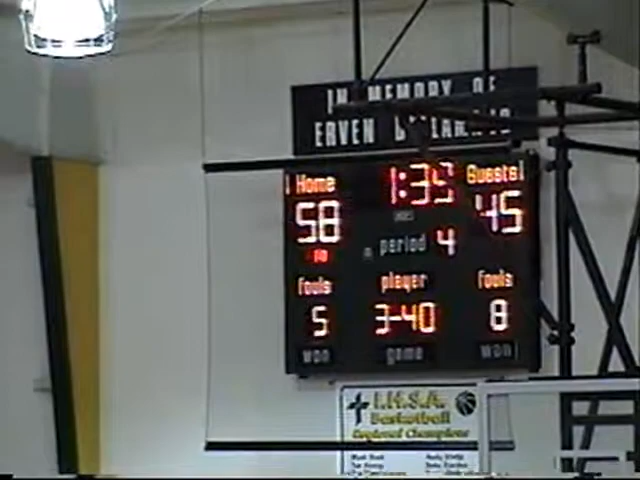 IN MEMORY OF
ERVEN
Home 1:35 Guests
58 45
period 4
fouls player fouls
5 3-40 8
won game won
I.H.S.A.
Basketball
Regional Champions